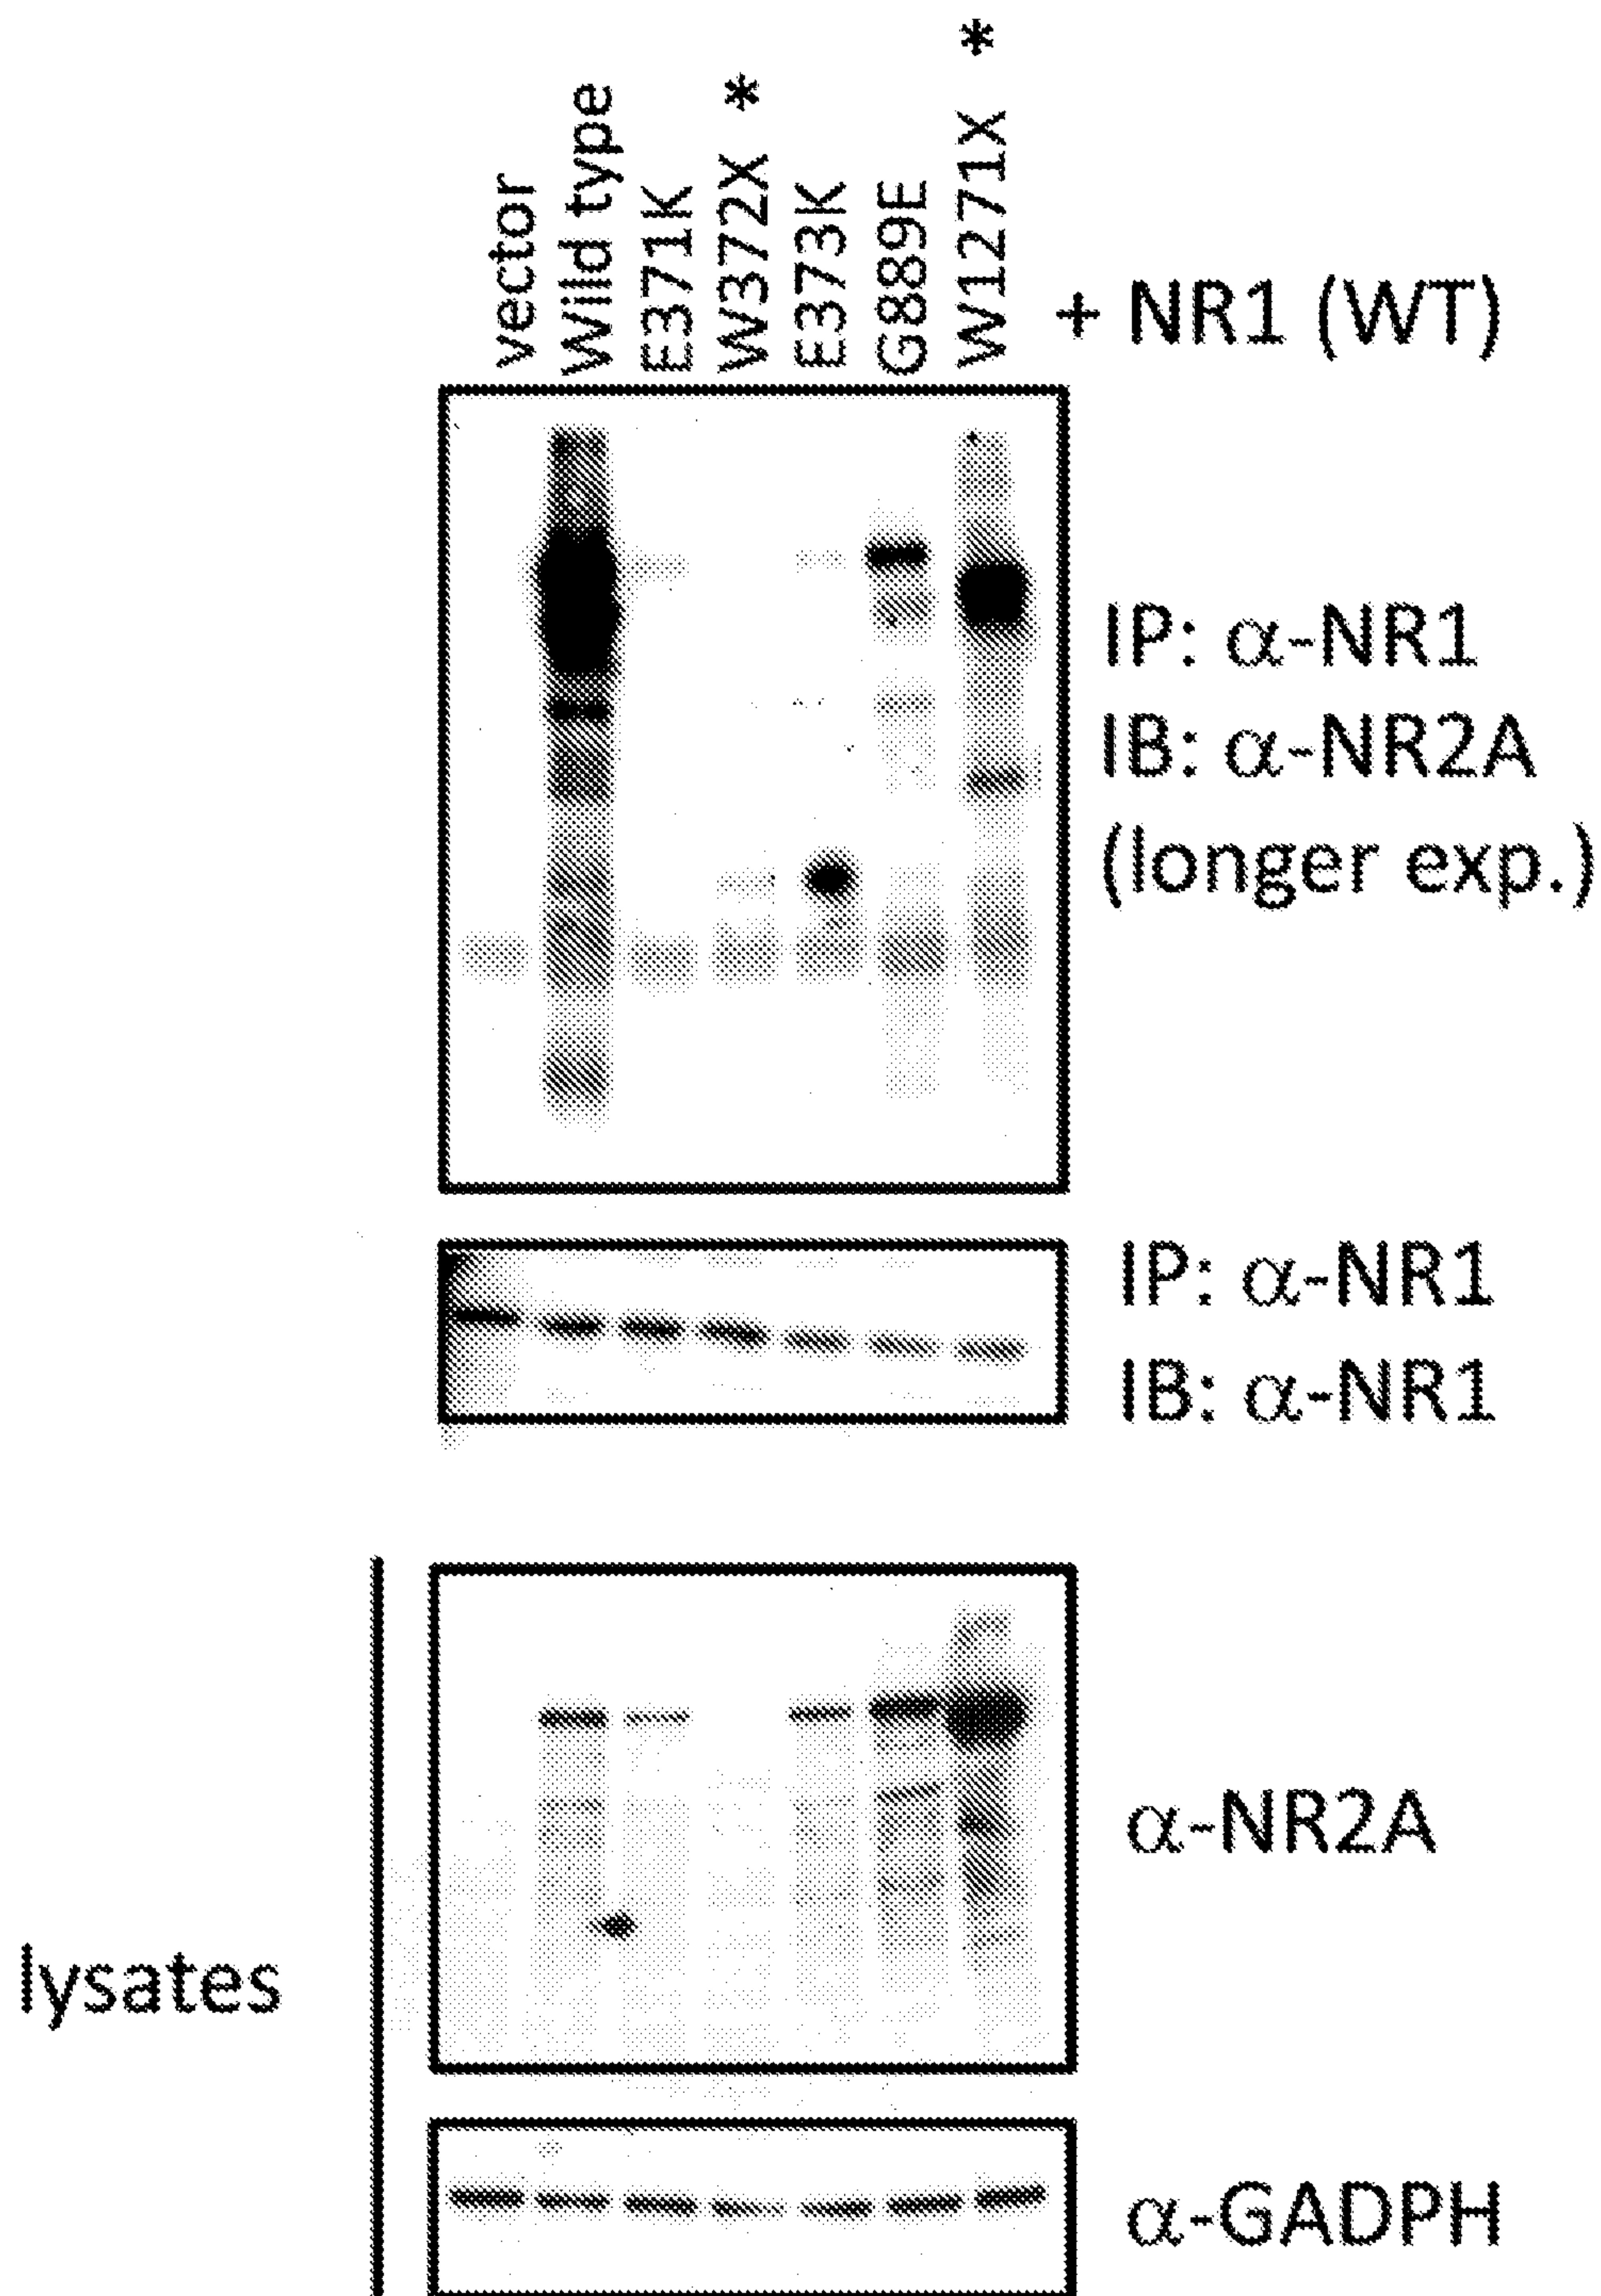 vector
Wild type
E371K
W372X *
E373K
G889E
W1271X *
+ NR1 (WT)
IP: α-NR1
IB: α-NR2A
(longer exp.)
IP: α-NR1
IB: α-NR1
α-NR2A
lysates
α-GADPH